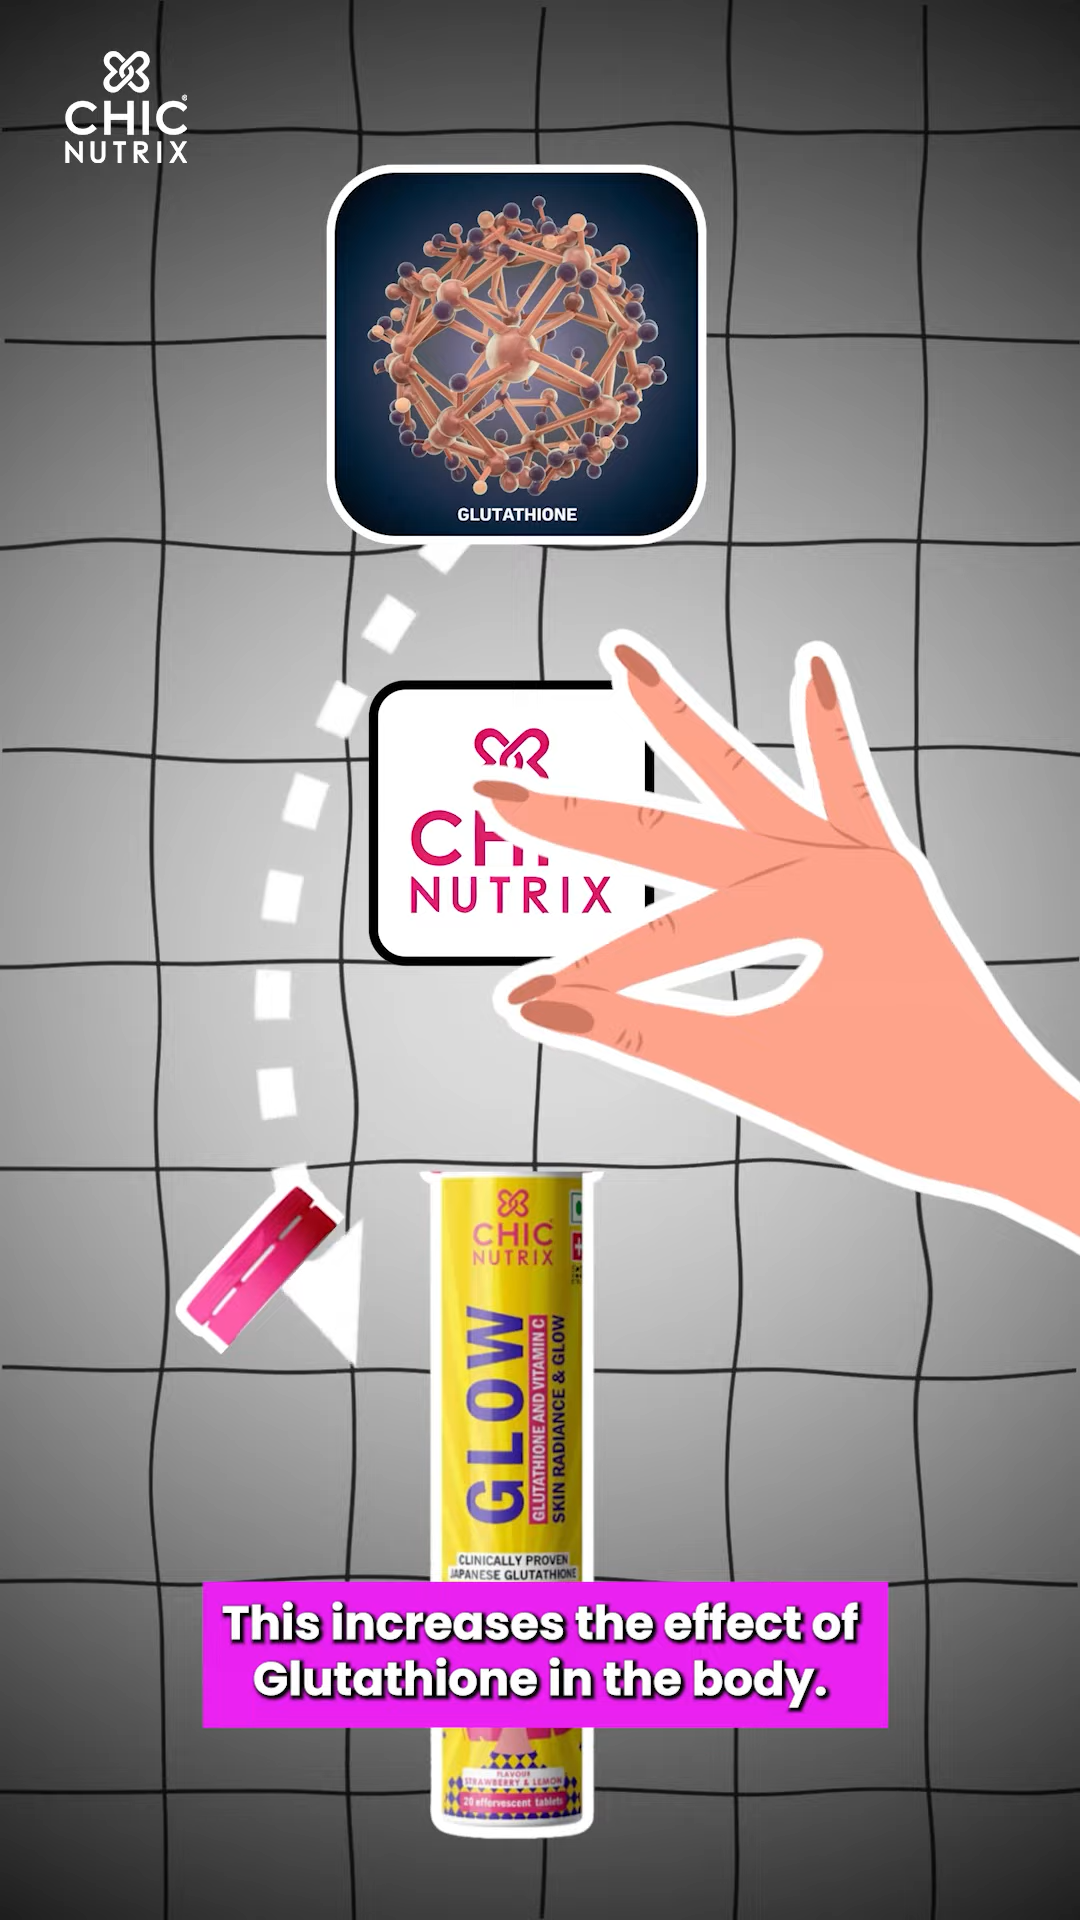 CHIC
NUTRIX
GLUTATHIONE
NUTRIX
CHIC
NUTRIX
GLOW
GLUTATHIONE AND VITAMIN C
SKIN RADIANCE & GLOW
CLINICALLY PROVEN
JAPANESE GLUTATHIONE
This increases the effect of
Glutathione in the body.
FLAVOUR
STRAWBERRY & LEMON
20 effervescent tablets